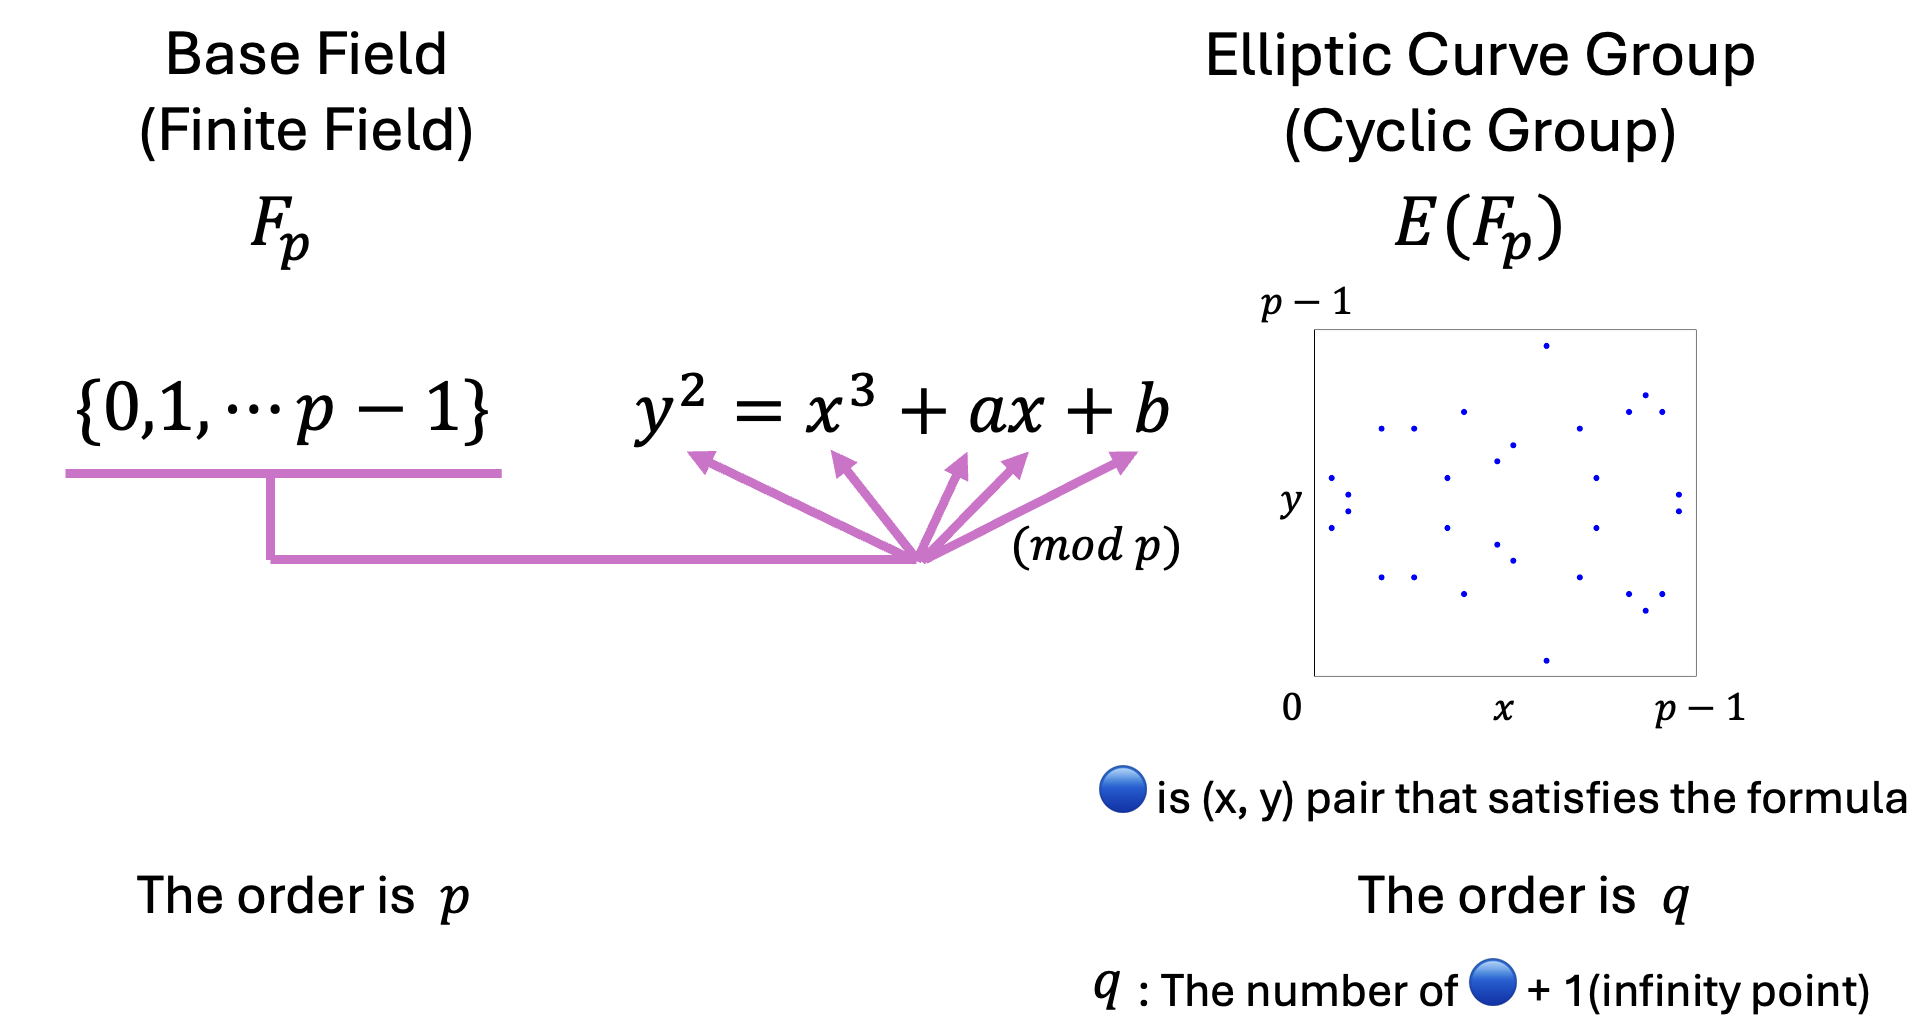 Base Field
(Finite Field)
F_p
{0,1, ⋯ p − 1}
y² = x³ + ax + b
(mod p)
Elliptic Curve Group
(Cyclic Group)
E(F_p)
p − 1
y
0
x
p − 1
is (x, y) pair that satisfies the formula
The order is p
The order is q
q : The number of + 1(infinity point)